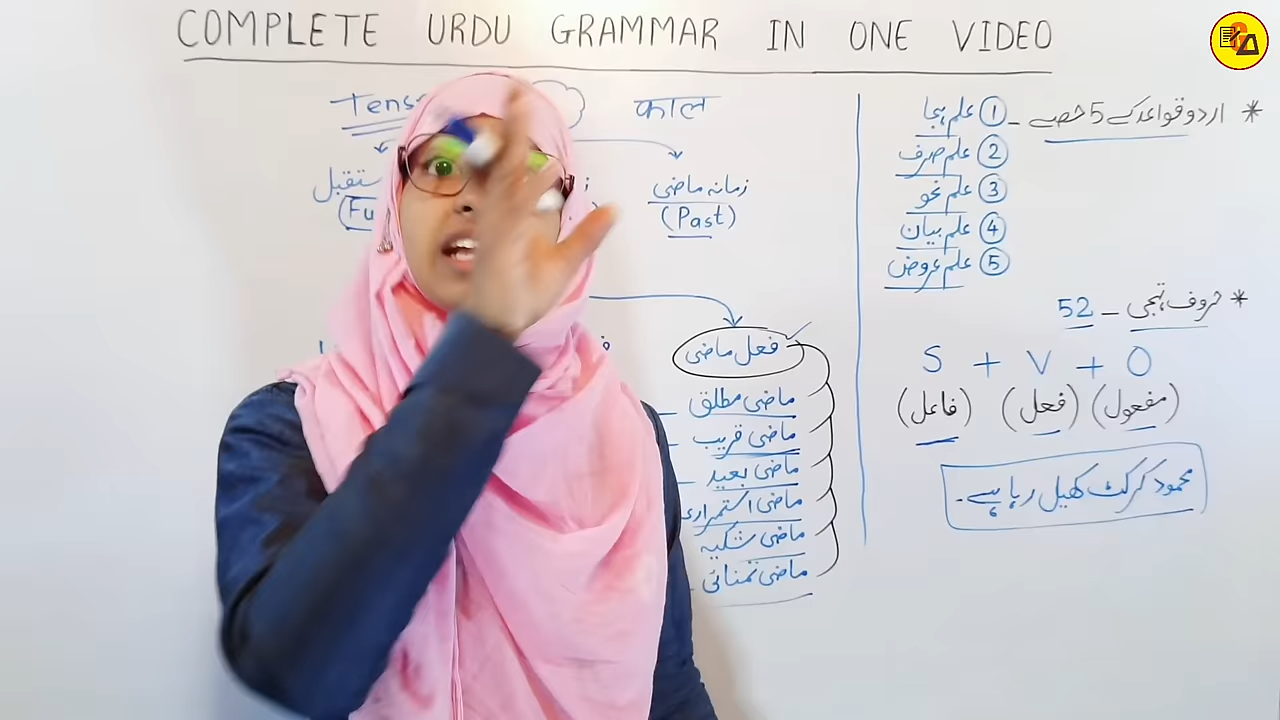 COMPLETE URDU GRAMMAR IN ONE VIDEO
* اردو قواعد کے 5 حصے -
① علم ہجا
② علم صرف
③ علم نحو
④ علم بیان
⑤ علم عروض
* حروف تہجی - 52
S + V + O
(فاعل) (فعل) (مفعول)
محمود کرکٹ کھیل رہا ہے۔
Tens
काल
زمانہ ماضی
(Past)
(Fu
فعل ماضی
ماضی مطلق
ماضی قریب
ماضی بعید
ماضی استمراری
ماضی شکیہ
ماضی تمنائی